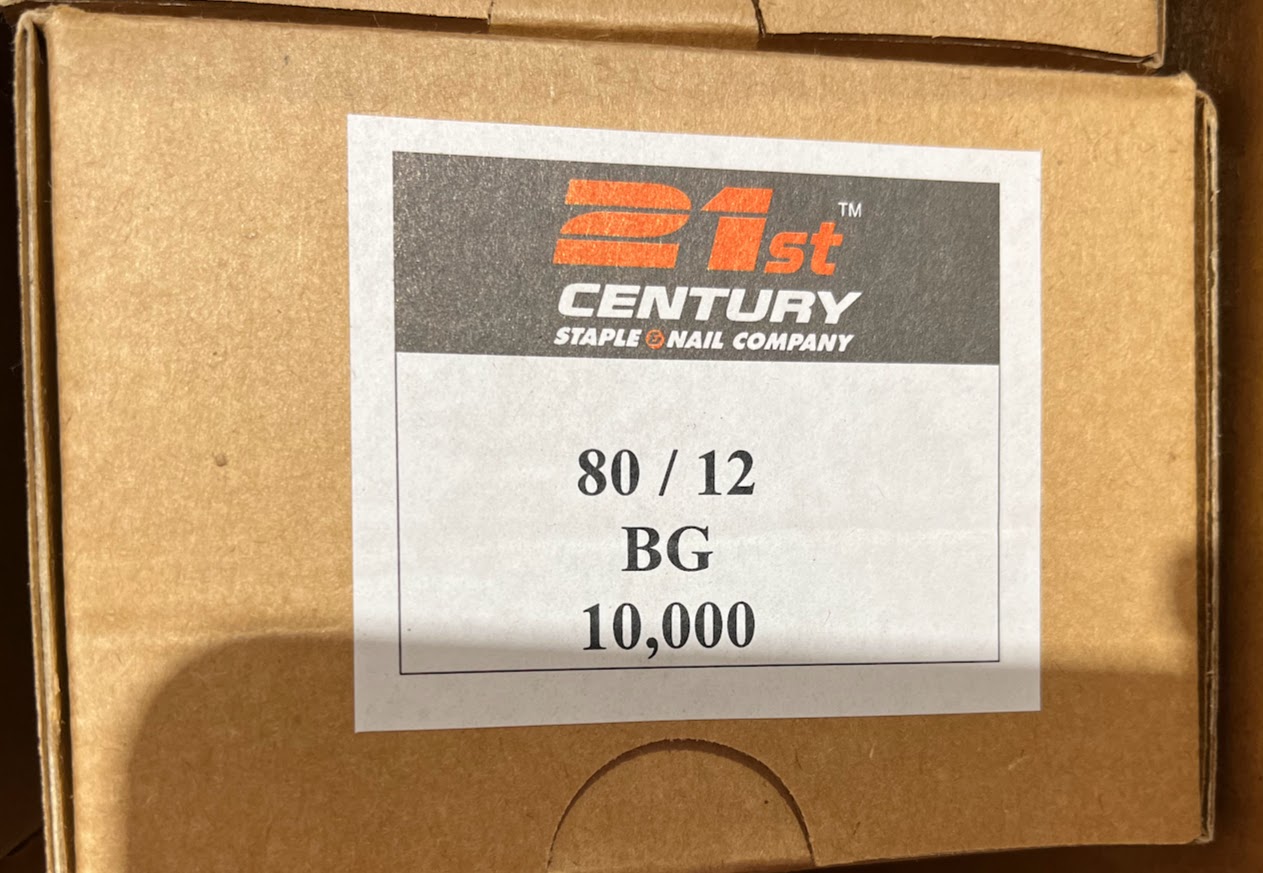 21st™
CENTURY
STAPLE & NAIL COMPANY
80 / 12
BG
10,000